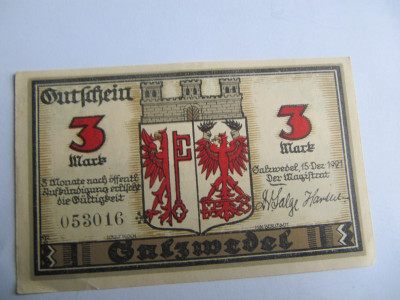 Gutschein
3
Mark
3
Mark
3 Monate nach öffentl.
Aufkündigung erlischt
die Gültigkeit
053016
Salzwedel, 15 Dez 1921
Der Magistrat
Salzwedel